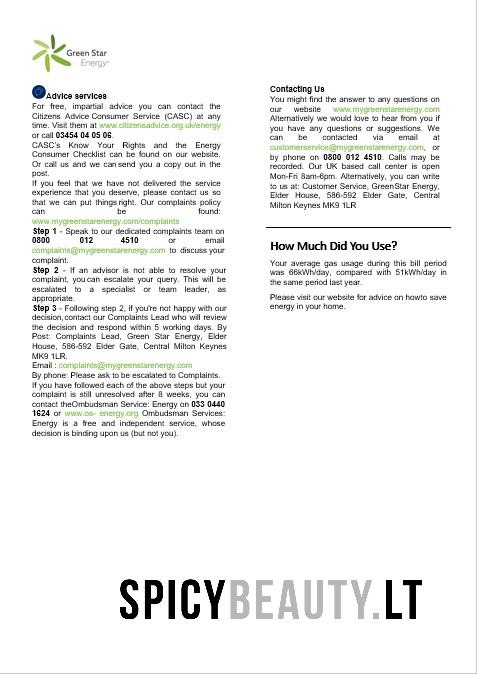 Green Star
Energy
Advice services
For free, impartial advice you can contact the
Citizens Advice Consumer Service (CASC) at any
time. Visit them at www.citizensadvice.org.uk/energy
or call 03454 04 05 06.
CASC's Know Your Rights and the Energy
Consumer Checklist can be found on our website.
Or call us and we can send you a copy out in the
post.
If you feel that we have not delivered the service
experience that you deserve, please contact us so
that we can put things right. Our complaints policy
can be found:
www.mygreenstarenergy.com/complaints
Step 1 - Speak to our dedicated complaints team on
0800 012 4510 or email
complaints@mygreenstarenergy.com to discuss your
complaint.
Step 2 - If an advisor is not able to resolve your
complaint, you can escalate your query. This will be
escalated to a specialist or team leader, as
appropriate.
Step 3 - Following step 2, if you're not happy with our
decision,contact our Complaints Lead who will review
the decision and respond within 5 working days. By
Post: Complaints Lead, Green Star Energy, Elder
House, 586-592 Elder Gate, Central Milton Keynes
MK9 1LR.
Email : complaints@mygreenstarenergy.com
By phone: Please ask to be escalated to Complaints.
If you have followed each of the above steps but your
complaint is still unresolved after 8 weeks, you can
contact theOmbudsman Service: Energy on 033 0440
1624 or www.os- energy.org Ombudsman Services:
Energy is a free and independent service, whose
decision is binding upon us (but not you).
Contacting Us
You might find the answer to any questions on
our website www.mygreenstarenergy.com
Alternatively we would love to hear from you if
you have any questions or suggestions. We
can be contacted via email at
customerservice@mygreenstarenergy.com, or
by phone on 0800 012 4510. Calls may be
recorded. Our UK based call center is open
Mon-Fri 8am-6pm. Alternatively, you can write
to us at: Customer Service, GreenStar Energy,
Elder House, 586-592 Elder Gate, Central
Milton Keynes MK9 1LR
How Much Did You Use?
Your average gas usage during this bill period
was 66kWh/day, compared with 51kWh/day in
the same period last year.
Please visit our website for advice on howto save
energy in your home.
SPICYBEAUTY.LT